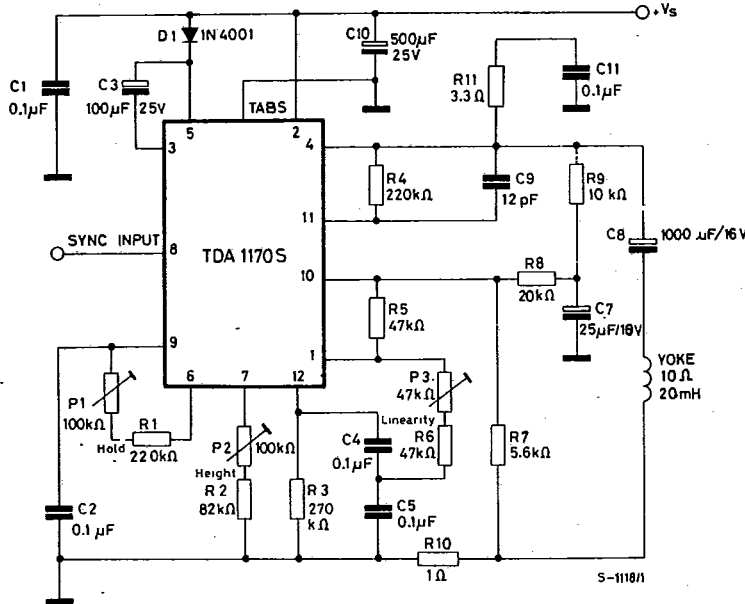 +VS
D1
1N4001
C10
500µF
25V
C1
0.1µF
C3
100µF
25V
R11
3.3Ω
C11
0.1µF
TABS
5
2
3
4
R4
220kΩ
C9
12pF
R9
10 kΩ
11
C8
1000 µF/16V
SYNC INPUT
8
TDA 1170S
10
R8
20kΩ
R5
47kΩ
C7
25µF/16V
9
1
6
7
12
P3
47kΩ
YOKE
10Ω
20mH
P1
100kΩ
Linearity
R1
Hold
220kΩ
P2
100kΩ
Height
C4
0.1µF
R6
47kΩ
R7
5.6kΩ
R2
82kΩ
R3
270
kΩ
C2
0.1µF
C5
0.1µF
R10
1Ω
S-1118/1